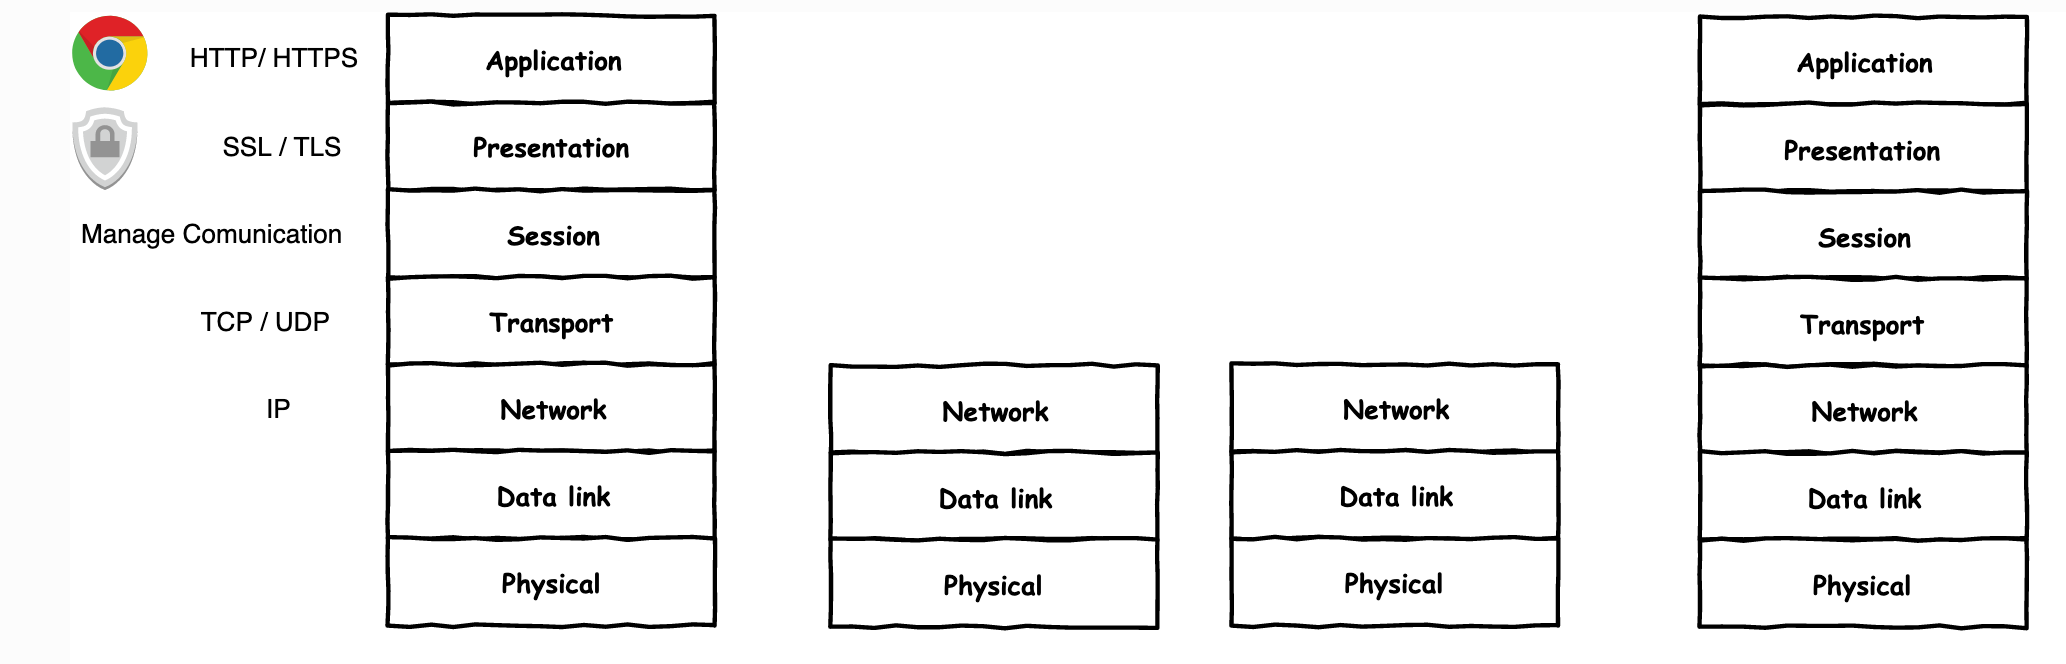 HTTP/ HTTPS
Application
Application
SSL / TLS
Presentation
Presentation
Manage Comunication
Session
Session
TCP / UDP
Transport
Transport
IP
Network
Network
Network
Network
Data link
Data link
Data link
Data link
Physical
Physical
Physical
Physical